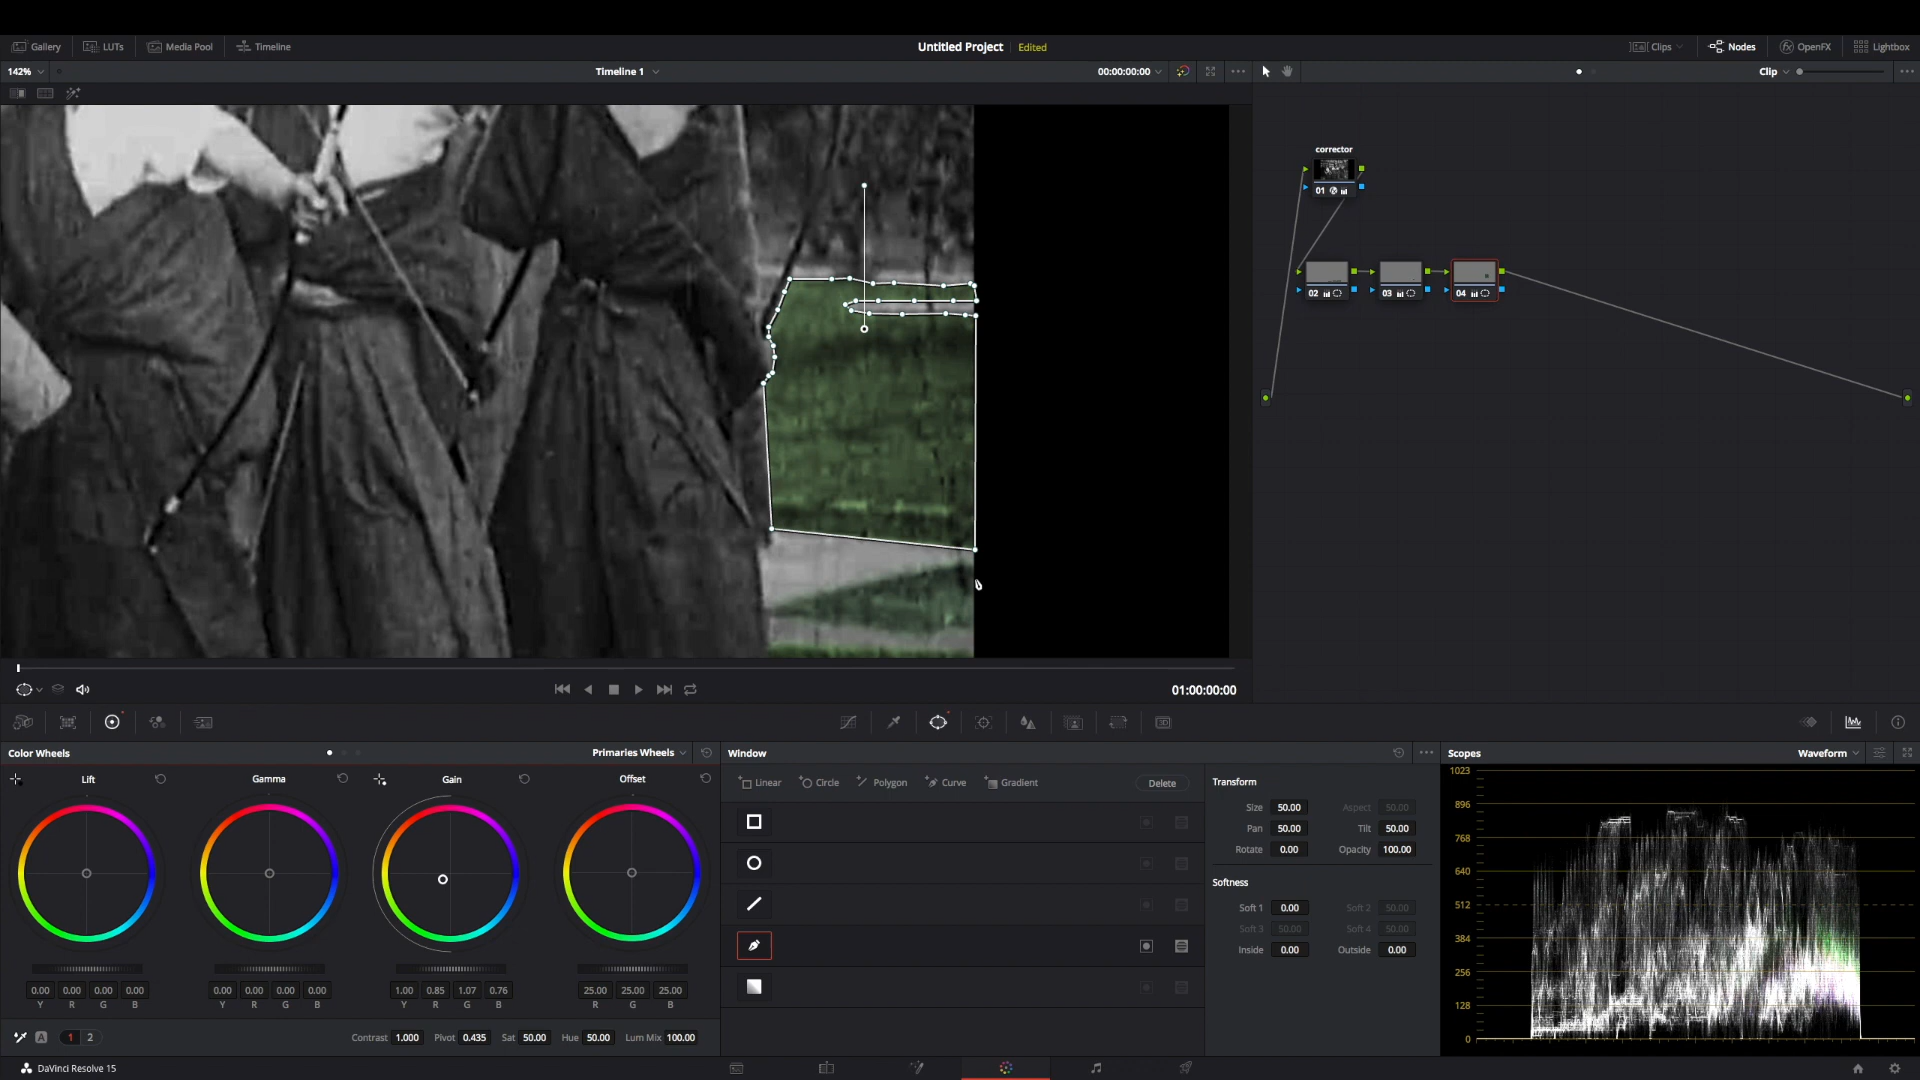 Gallery LUTs Media Pool Timeline Untitled Project Edited Clips Nodes OpenFX Lightbox
142% Timeline 1 00:00:00:00 Clip
corrector
01
02 03 04
01:00:00:00
Color Wheels Primaries Wheels Window Scopes Waveform
Lift Gamma Gain Offset
Linear Circle Polygon Curve Gradient Delete
Transform
Size 50.00 Aspect 50.00
Pan 50.00 Tilt 50.00
Rotate 0.00 Opacity 100.00
Softness
Soft 1 0.00 Soft 2 50.00
Soft 3 50.00 Soft 4 50.00
Inside 0.00 Outside 0.00
1023
896
768
640
512
384
256
128
0
0.00 0.00 0.00 0.00 0.00 0.00 0.00 0.00 1.00 0.85 1.07 0.76 25.00 25.00 25.00
Y R G B Y R G B Y R G B R G B
A 1 2 Contrast 1.000 Pivot 0.435 Sat 50.00 Hue 50.00 Lum Mix 100.00
DaVinci Resolve 15